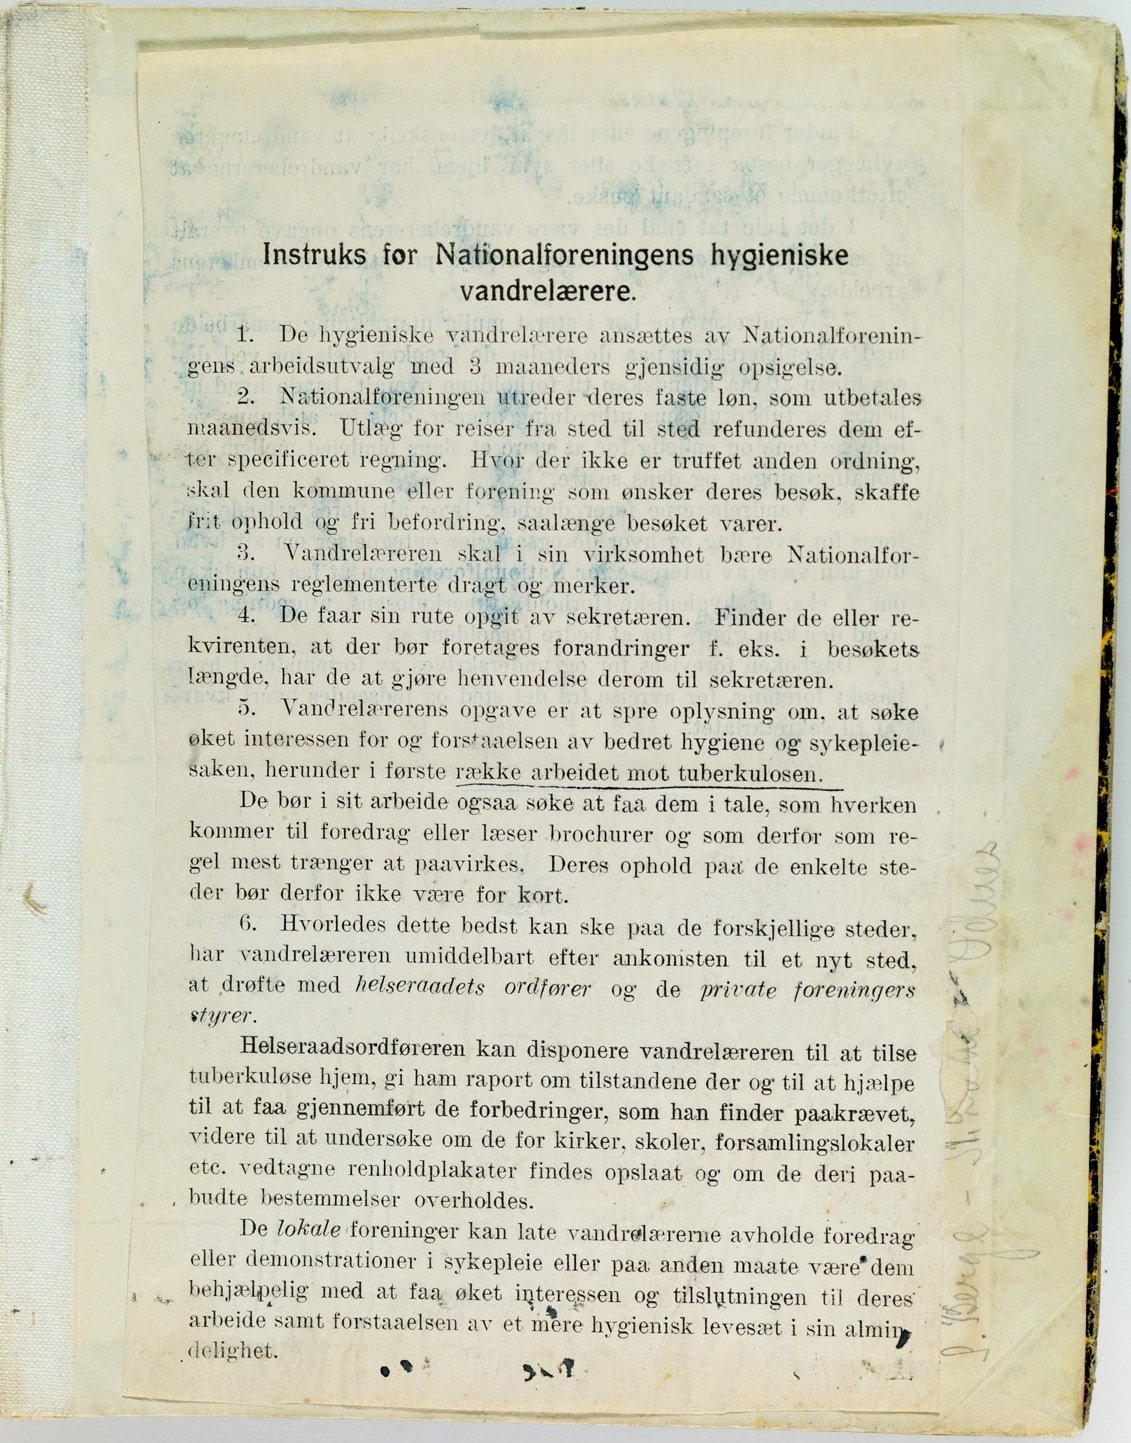 Instruks for Nationalforeningens hygieniske
vandrelærere.
1. De hygieniske vandrelærere ansættes av Nationalforenin-
gens arbeidsutvalg med 3 maaneders gjensidig opsigelse.
2. Nationalforeningen utreder deres faste løn, som utbetales
maanedsvis. Utlæg for reiser fra sted til sted refunderes dem ef-
ter specificeret regning. Hvor der ikke er truffet anden ordning,
skal den kommune eller forening som ønsker deres besøk, skaffe
frit ophold og fri befordring, saalænge besøket varer.
3. Vandrelæreren skal i sin virksomhet bære Nationalfor-
eningens reglementerte dragt og merker.
4. De faar sin rute opgit av sekretæren. Finder de eller re-
kvirenten, at der bør foretages forandringer f. eks. i besøkets
længde, har de at gjøre henvendelse derom til sekretæren.
5. Vandrelærerens opgave er at spre oplysning om, at søke
øket interessen for og forstaaelsen av bedret hygiene og sykepleie-
saken, herunder i første række arbeidet mot tuberkulosen.
De bør i sit arbeide ogsaa søke at faa dem i tale, som hverken
kommer til foredrag eller læser brochurer og som derfor som re-
gel mest trænger at paavirkes. Deres ophold paa de enkelte ste-
der bør derfor ikke være for kort.
6. Hvorledes dette bedst kan ske paa de forskjellige steder,
har vandrelæreren umiddelbart efter ankomsten til et nyt sted,
at drøfte med helseraadets ordfører og de private foreningers
styrer.
Helseraadsordføreren kan disponere vandrelæreren til at tilse
tuberkuløse hjem, gi ham raport om tilstandene der og til at hjælpe
til at faa gjennemført de forbedringer, som han finder paakrævet,
videre til at undersøke om de for kirker, skoler, forsamlingslokaler
etc. vedtagne renholdplakater findes opslaat og om de deri paa-
budte bestemmelser overholdes.
De lokale foreninger kan late vandrelærerne avholde foredrag
eller demonstrationer i sykepleie eller paa anden maate være dem
behjælpelig med at faa øket interessen og tilslutningen til deres
arbeide samt forstaaelsen av et mere hygienisk levesæt i sin almin
delighet.